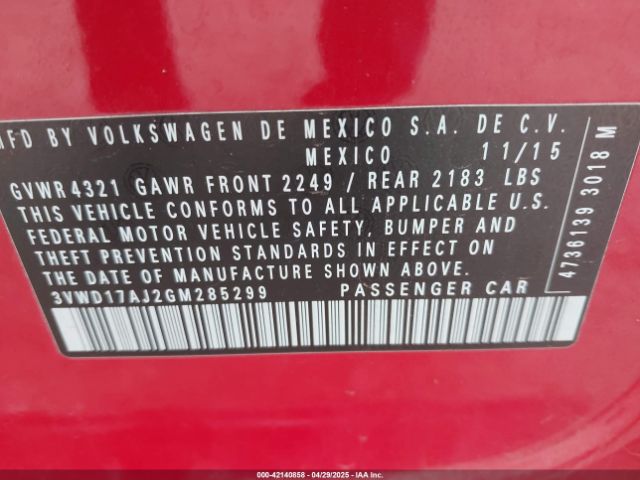 MFD BY VOLKSWAGEN DE MEXICO S.A. DE C.V.
MEXICO 11/15
GVWR 4321 GAWR FRONT 2249 / REAR 2183 LBS
THIS VEHICLE CONFORMS TO ALL APPLICABLE U.S.
FEDERAL MOTOR VEHICLE SAFETY, BUMPER AND
THEFT PREVENTION STANDARDS IN EFFECT ON
THE DATE OF MANUFACTURE SHOWN ABOVE.
3VWD17AJ2GM285299 PASSENGER CAR
4736139 3018 M
000-42140858 - 04/29/2025 - IAA Inc.